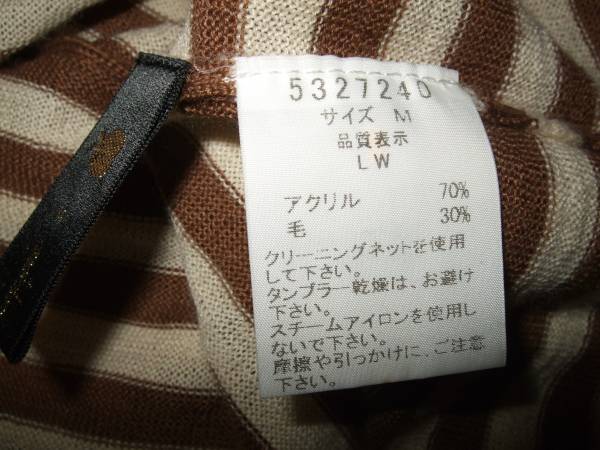 5327240
サイズ M
品質表示
LW
アクリル 70%
毛 30%
クリーニングネットを使用
して下さい。
タンブラー乾燥は、お避け
下さい。
スチームアイロンを使用し
ないで下さい。
摩擦や引っかけに、ご注意
下さい。